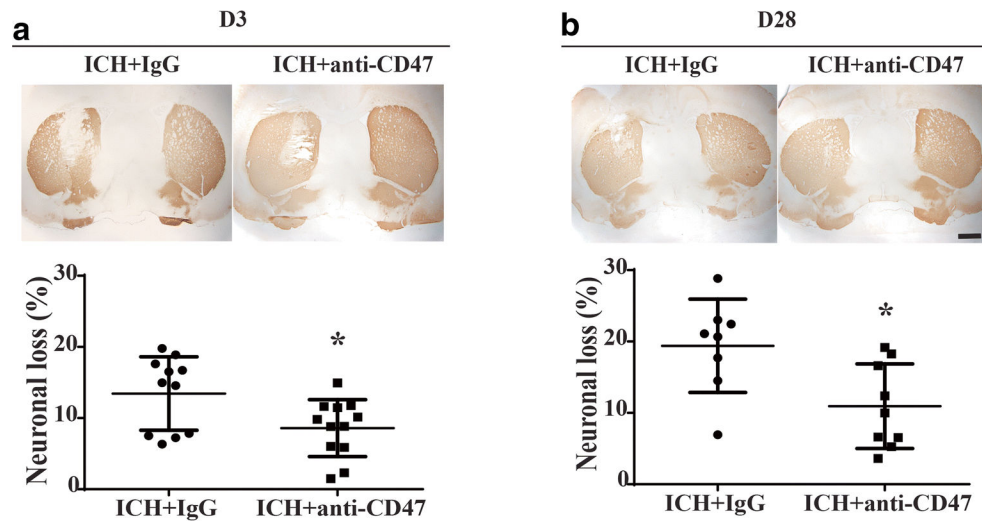 a
D3
ICH+IgG
ICH+anti-CD47
Neuronal loss (%)
30
20
10
0
ICH+IgG
*
ICH+anti-CD47
b
D28
ICH+IgG
ICH+anti-CD47
Neuronal loss (%)
30
20
10
0
ICH+IgG
*
ICH+anti-CD47